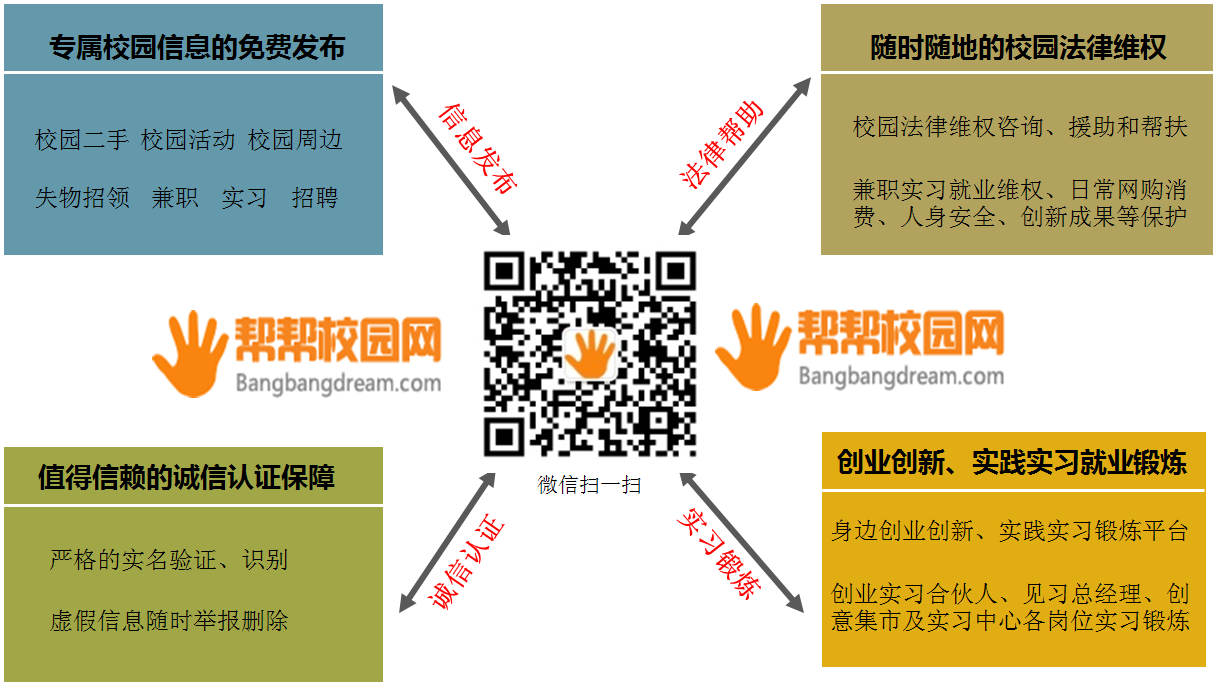 专属校园信息的免费发布
校园二手 校园活动 校园周边
失物招领 兼职 实习 招聘
随时随地的校园法律维权
校园法律维权咨询、援助和帮扶
兼职实习就业维权、日常网购消
费、人身安全、创新成果等保护
信息发布
法律帮助
帮帮校园网
Bangbangdream.com
帮帮校园网
Bangbangdream.com
微信扫一扫
诚信认证
实习锻炼
值得信赖的诚信认证保障
严格的实名验证、识别
虚假信息随时举报删除
创业创新、实践实习就业锻炼
身边创业创新、实践实习锻炼平台
创业实习合伙人、见习总经理、创
意集市及实习中心各岗位实习锻炼